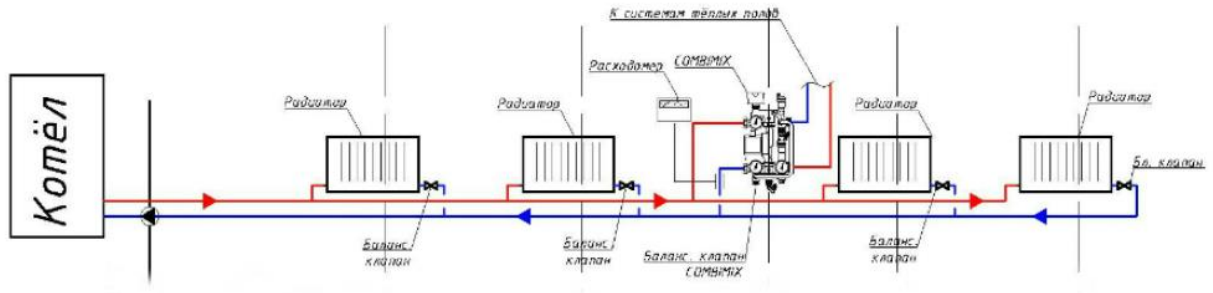 К системам тёплых полов
COMBIMIX
Расходомер
Радиатор
Радиатор
Радиатор
Радиатор
Котёл
Бл. клапан
Баланс.
клапан
Баланс.
клапан
Баланс. клапан
COMBIMIX
Баланс.
клапан